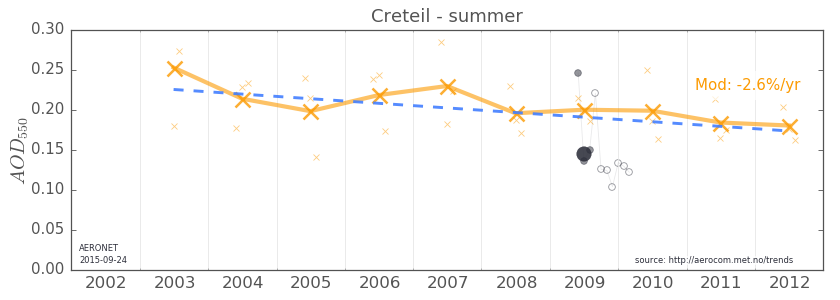 Creteil - summer
0.30
0.25
0.20
0.15
0.10
0.05
0.00
AOD550
Mod: -2.6%/yr
AERONET
2015-09-24
source: http://aerocom.met.no/trends
2002 2003 2004 2005 2006 2007 2008 2009 2010 2011 2012